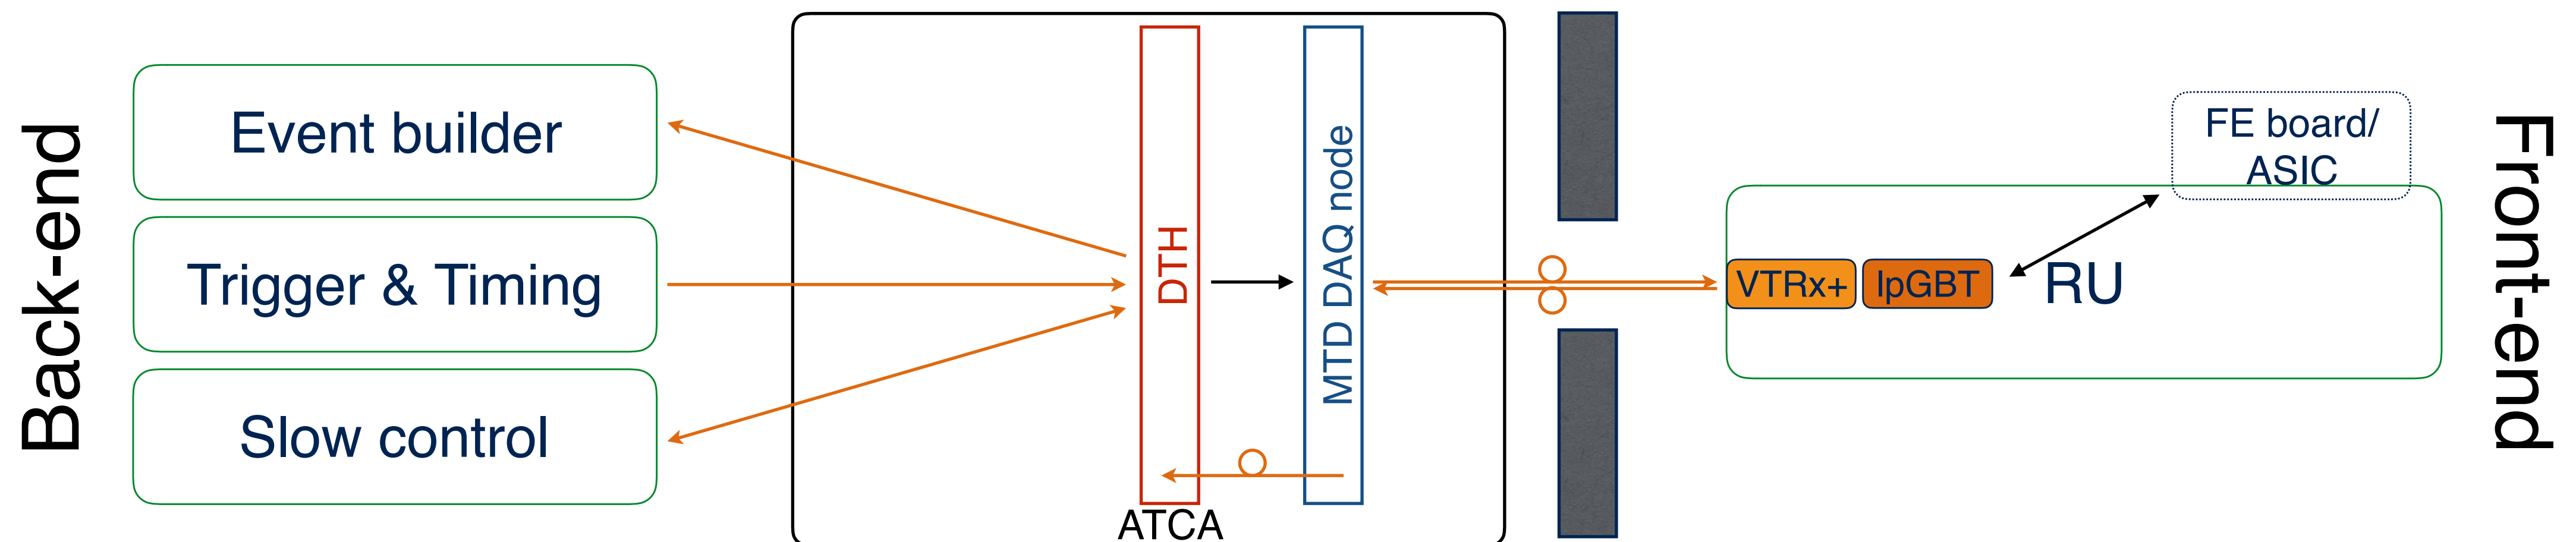 Back-end
Event builder
Trigger & Timing
Slow control
DTH
MTD DAQ node
ATCA
VTRx+
lpGBT
RU
FE board/
ASIC
Front-end